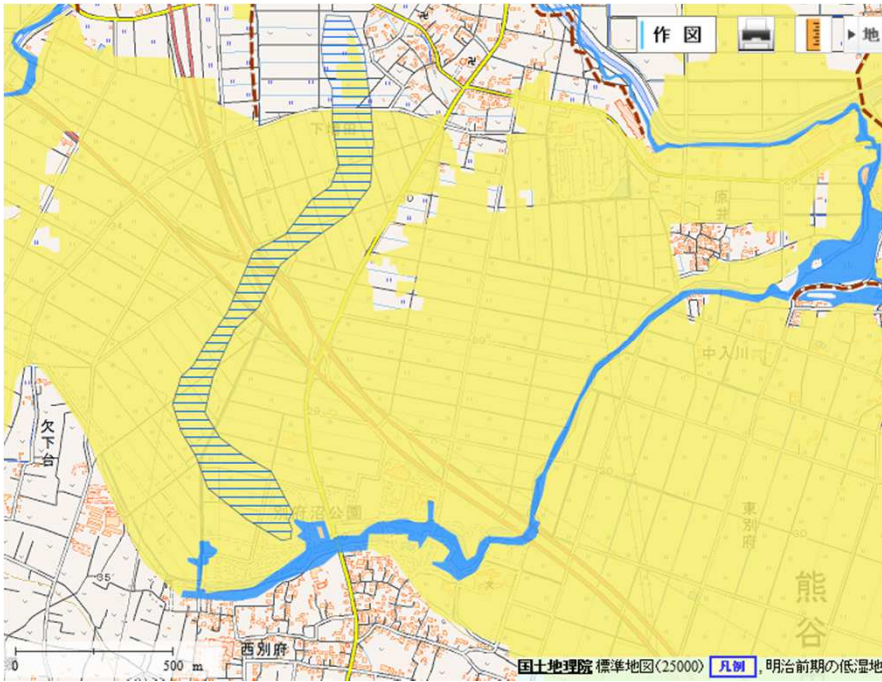 作 図
地
下増田
原井
中入川
欠下台
別府沼公園
東別府
熊谷
西別府
0 500 m
国土地理院 標準地図(25000) 凡例 , 明治前期の低湿地